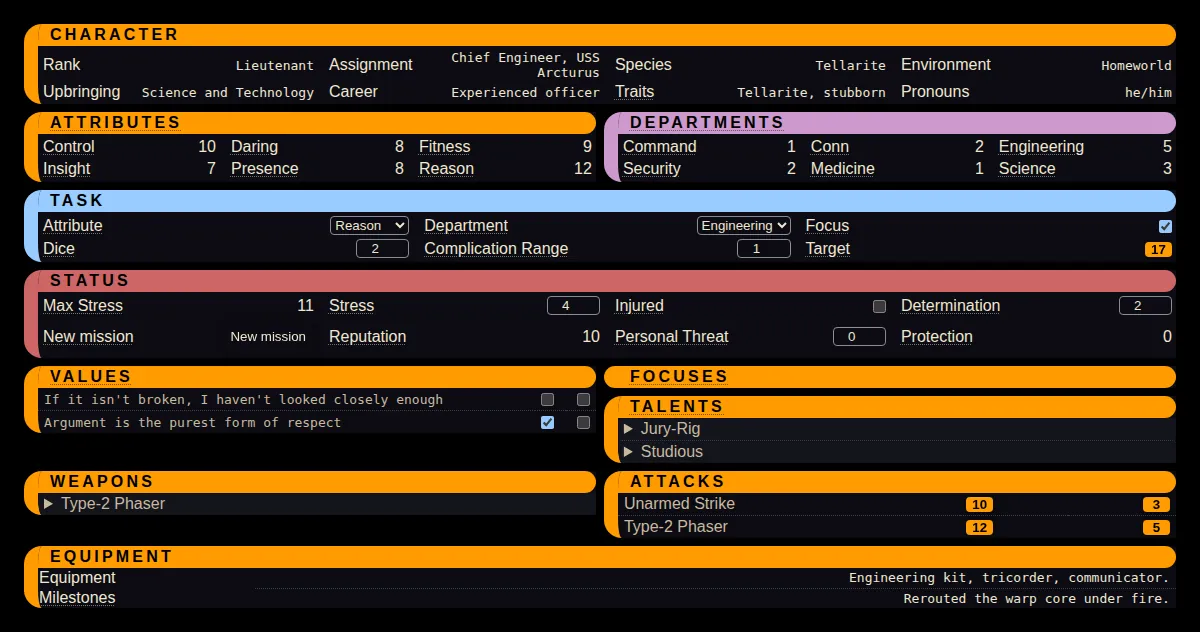 CHARACTER
Rank Lieutenant Assignment Chief Engineer, USS Arcturus Species Tellarite Environment Homeworld
Upbringing Science and Technology Career Experienced officer Traits Tellarite, stubborn Pronouns he/him
ATTRIBUTES
Control 10 Daring 8 Fitness 9
Insight 7 Presence 8 Reason 12
DEPARTMENTS
Command 1 Conn 2 Engineering 5
Security 2 Medicine 1 Science 3
TASK
Attribute Reason Department Engineering Focus
Dice 2 Complication Range 1 Target 17
STATUS
Max Stress 11 Stress 4 Injured Determination 2
New mission New mission Reputation 10 Personal Threat 0 Protection 0
VALUES
If it isn't broken, I haven't looked closely enough
Argument is the purest form of respect
FOCUSES
TALENTS
Jury-Rig
Studious
WEAPONS
Type-2 Phaser
ATTACKS
Unarmed Strike 10 3
Type-2 Phaser 12 5
EQUIPMENT
Equipment Engineering kit, tricorder, communicator.
Milestones Rerouted the warp core under fire.